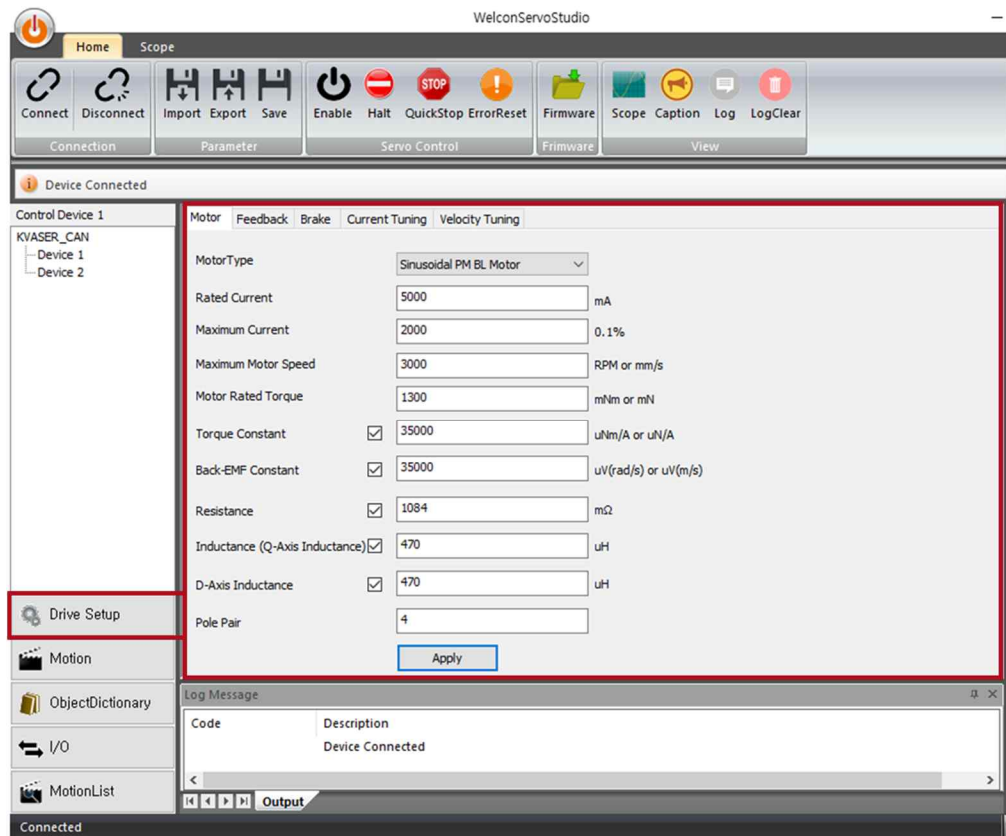 WelconServoStudio
Home Scope
Connect Disconnect Import Export Save Enable Halt QuickStop ErrorReset Firmware Scope Caption Log LogClear
Connection Parameter Servo Control Frimware View
Device Connected
Control Device 1
KVASER_CAN
Device 1
Device 2
Motor Feedback Brake Current Tuning Velocity Tuning
MotorType Sinusoidal PM BL Motor
Rated Current 5000 mA
Maximum Current 2000 0.1%
Maximum Motor Speed 3000 RPM or mm/s
Motor Rated Torque 1300 mNm or mN
Torque Constant 35000 uNm/A or uN/A
Back-EMF Constant 35000 uV(rad/s) or uV(m/s)
Resistance 1084 mΩ
Inductance (Q-Axis Inductance) 470 uH
D-Axis Inductance 470 uH
Pole Pair 4
Apply
Drive Setup
Motion
ObjectDictionary
I/O
MotionList
Log Message
Code Description
Device Connected
Output
Connected
STOP